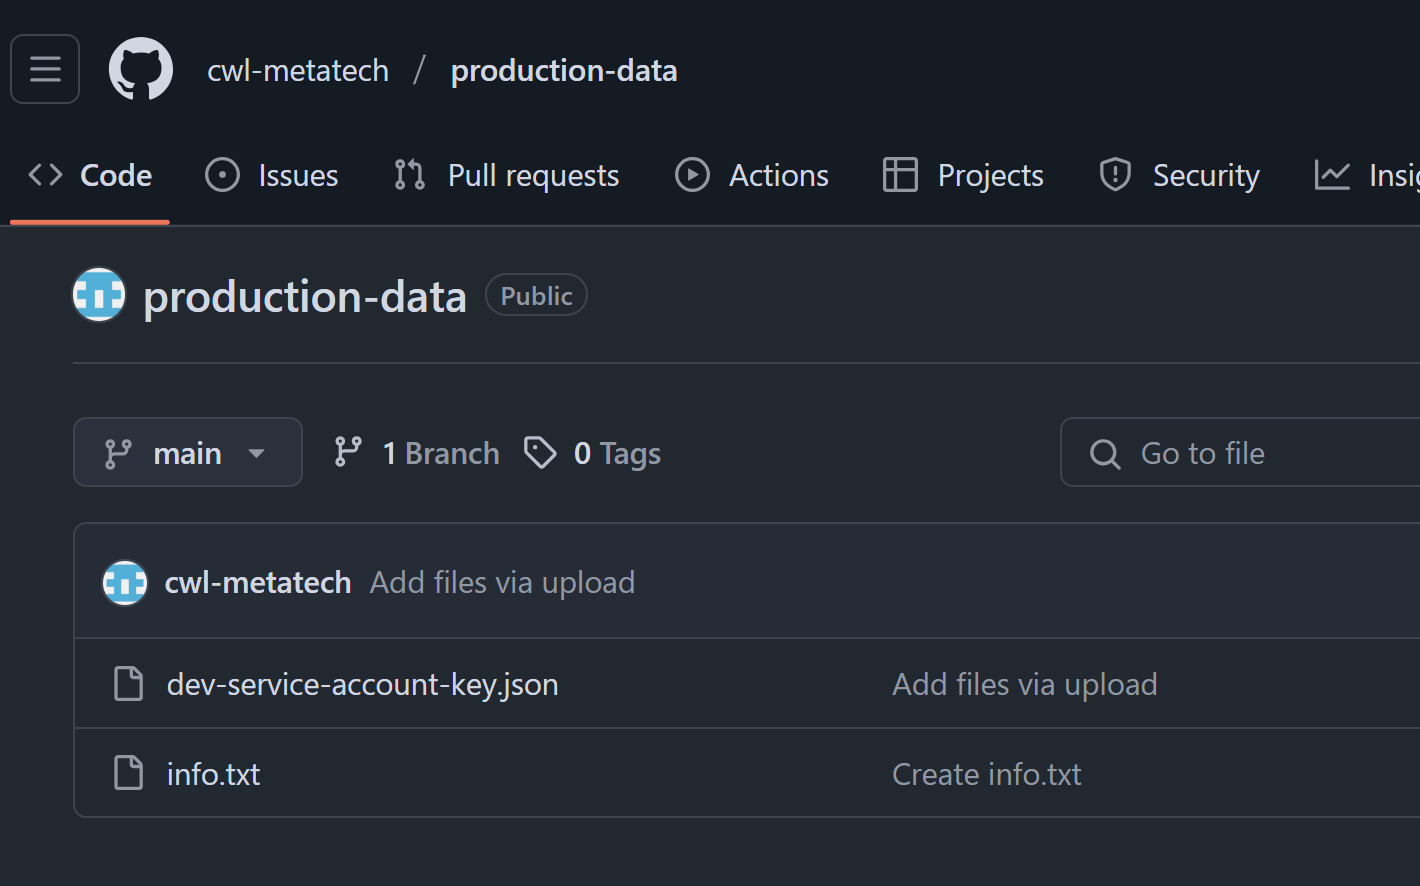 cwl-metatech / production-data
Code Issues Pull requests Actions Projects Security
production-data Public
main 1 Branch 0 Tags Go to file
cwl-metatech Add files via upload
dev-service-account-key.json Add files via upload
info.txt Create info.txt